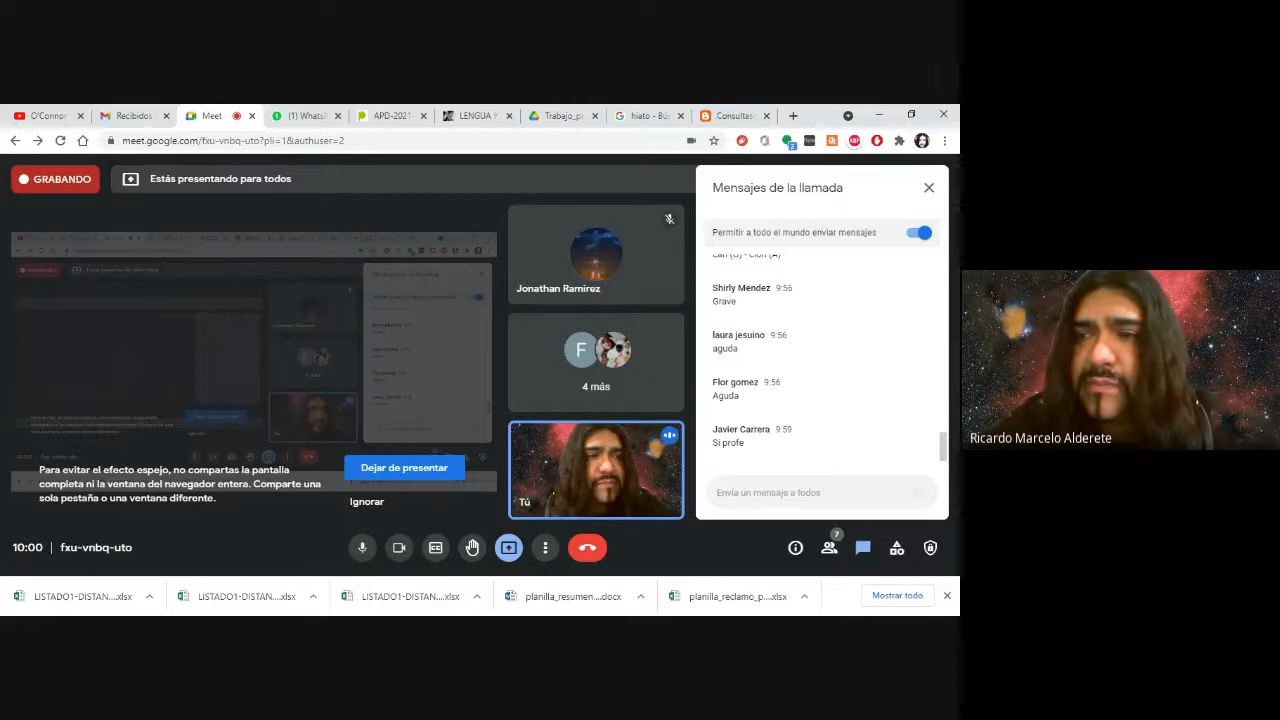 O'Connor
Recibidos
Meet -
(1) WhatsA
APD-2021-
LENGUA Y
Trabajo_pr
hiato - Bús
Consultas
meet.google.com/fxu-vnbq-uto?pli=1&authuser=2
GRABANDO
Estás presentando para todos
Mensajes de la llamada
Permitir a todo el mundo enviar mensajes
Shirly Mendez 9:56
Grave
laura jesuino 9:56
aguda
Flor gomez 9:56
Aguda
Javier Carrera 9:59
Si profe
Envía un mensaje a todos
Jonathan Ramirez
F
4 más
Tú
Para evitar el efecto espejo, no compartas la pantalla
completa ni la ventana del navegador entera. Comparte una
sola pestaña o una ventana diferente.
Dejar de presentar
Ignorar
10:00 | fxu-vnbq-uto
7
LISTADO1-DISTAN....xlsx
LISTADO1-DISTAN....xlsx
LISTADO1-DISTAN....xlsx
planilla_resumen....docx
planilla_reclamo_p....xlsx
Mostrar todo
Ricardo Marcelo Alderete